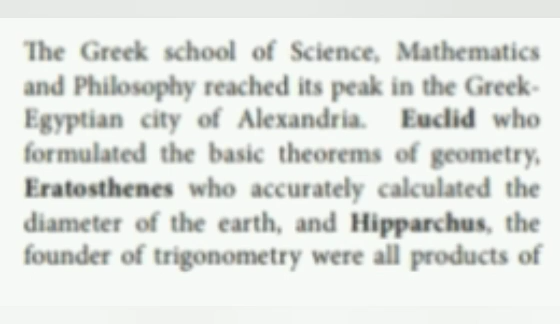 The Greek school of Science, Mathematics
and Philosophy reached its peak in the Greek-
Egyptian city of Alexandria. Euclid who
formulated the basic theorems of geometry,
Eratosthenes who accurately calculated the
diameter of the earth, and Hipparchus, the
founder of trigonometry were all products of